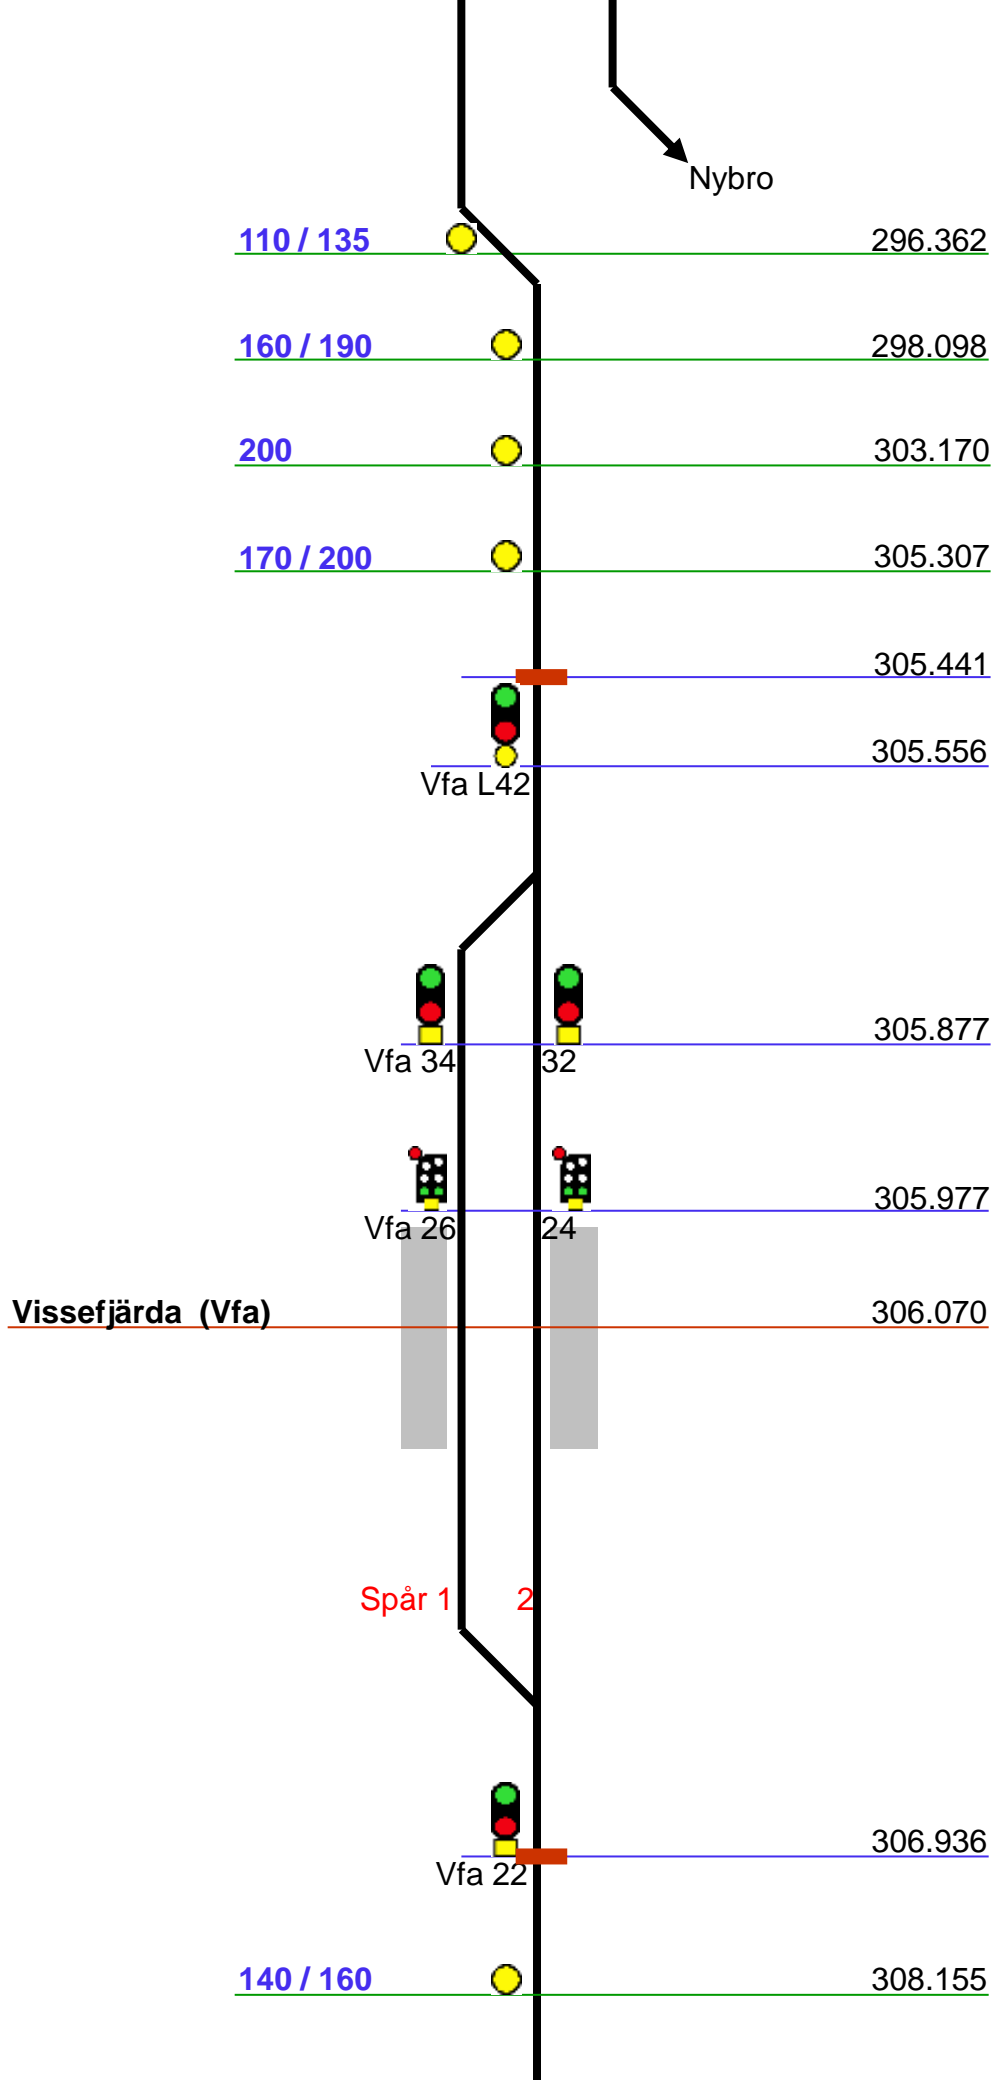 Nybro
110 / 135 296.362
160 / 190 298.098
200 303.170
170 / 200 305.307
305.441
305.556
Vfa L42
305.877
Vfa 34 32
305.977
Vfa 26 24
Vissefjärda (Vfa) 306.070
Spår 1 2
306.936
Vfa 22
140 / 160 308.155